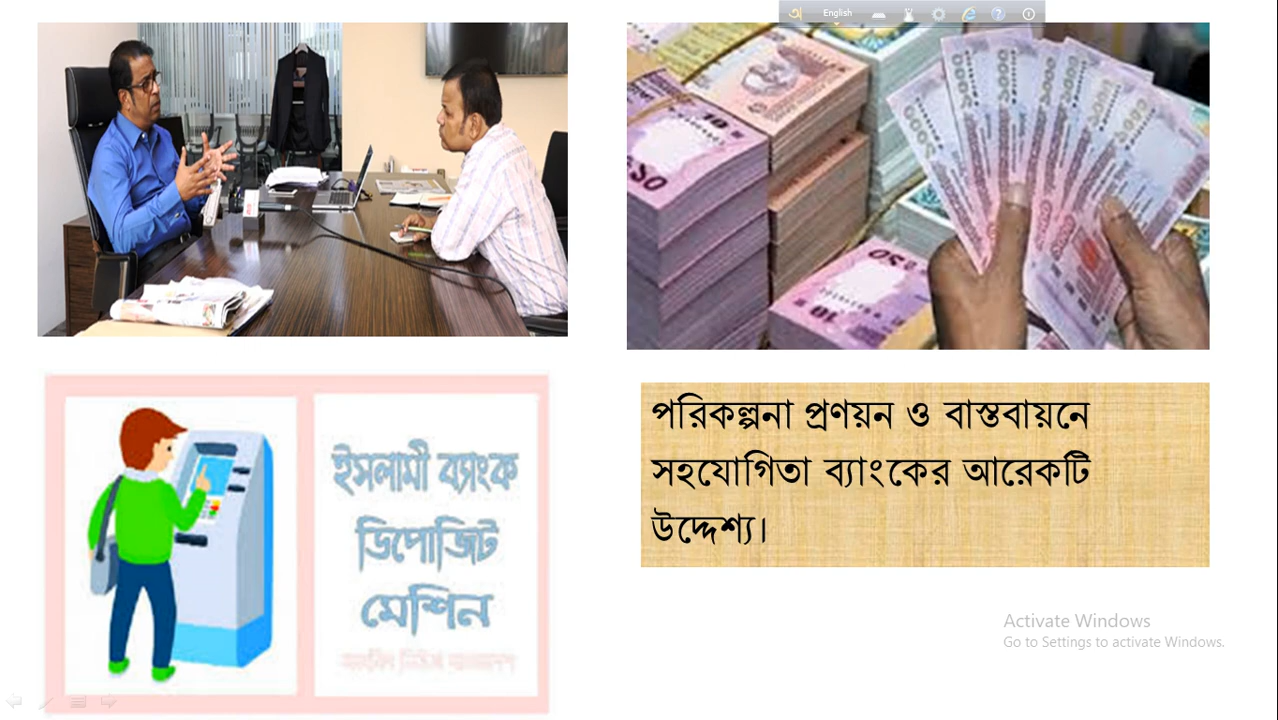 English
পরিকল্পনা প্রণয়ন ও বাস্তবায়নে
সহযোগিতা ব্যাংকের আরেকটি
উদ্দেশ্য।
ইসলামী ব্যাংক
ডিপোজিট
মেশিন
Activate Windows
Go to Settings to activate Windows.